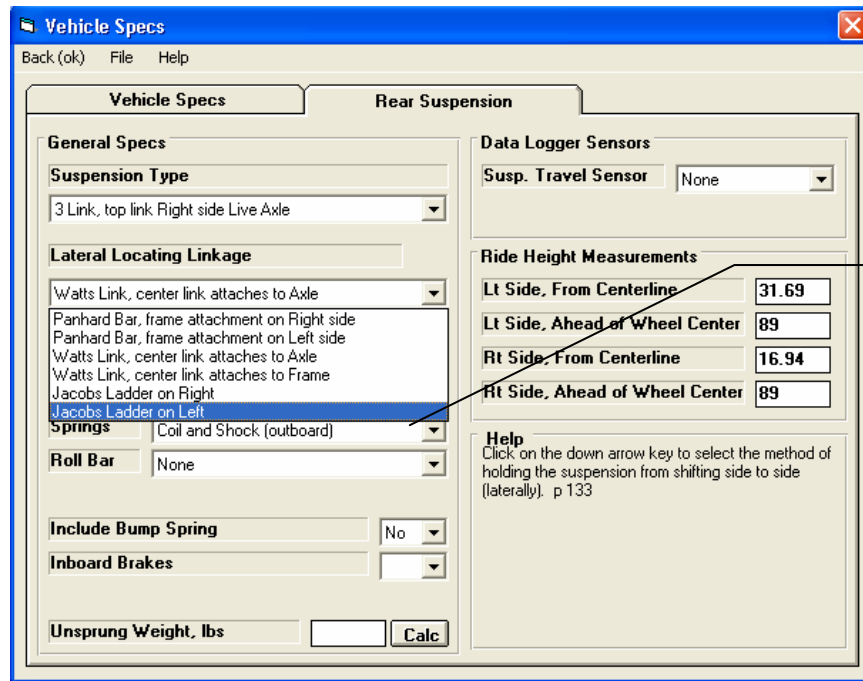 Vehicle Specs
Back (ok) File Help
Vehicle Specs Rear Suspension
General Specs
Suspension Type
3 Link, top link Right side Live Axle
Lateral Locating Linkage
Watts Link, center link attaches to Axle
Panhard Bar, frame attachment on Right side
Panhard Bar, frame attachment on Left side
Watts Link, center link attaches to Axle
Watts Link, center link attaches to Frame
Jacobs Ladder on Right
Jacobs Ladder on Left
Springs Coil and Shock (outboard)
Roll Bar None
Include Bump Spring No
Inboard Brakes
Unsprung Weight, lbs Calc
Data Logger Sensors
Susp. Travel Sensor None
Ride Height Measurements
Lt Side, From Centerline 31.69
Lt Side, Ahead of Wheel Center 89
Rt Side, From Centerline 16.94
Rt Side, Ahead of Wheel Center 89
Help
Click on the down arrow key to select the method of
holding the suspension from shifting side to side
(laterally). p 133